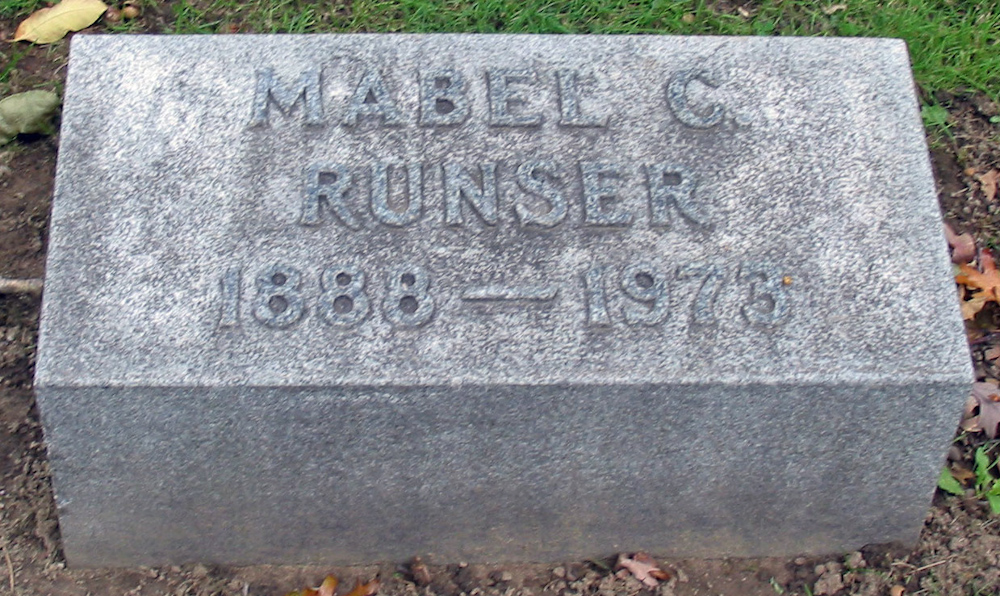 MABEL C.
RUNSER
1888 — 1973